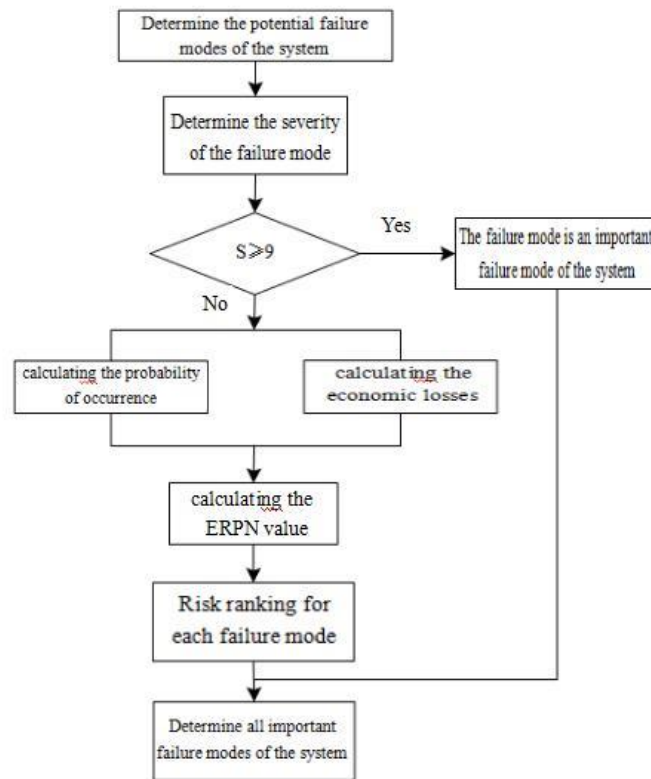 Determine the potential failure
modes of the system
Determine the severity
of the failure mode
S⩾9
Yes
The failure mode is an important
failure mode of the system
No
calculating the probability
of occurrence
calculating the
economic losses
calculating the
ERPN value
Risk ranking for
each failure mode
Determine all important
failure modes of the system